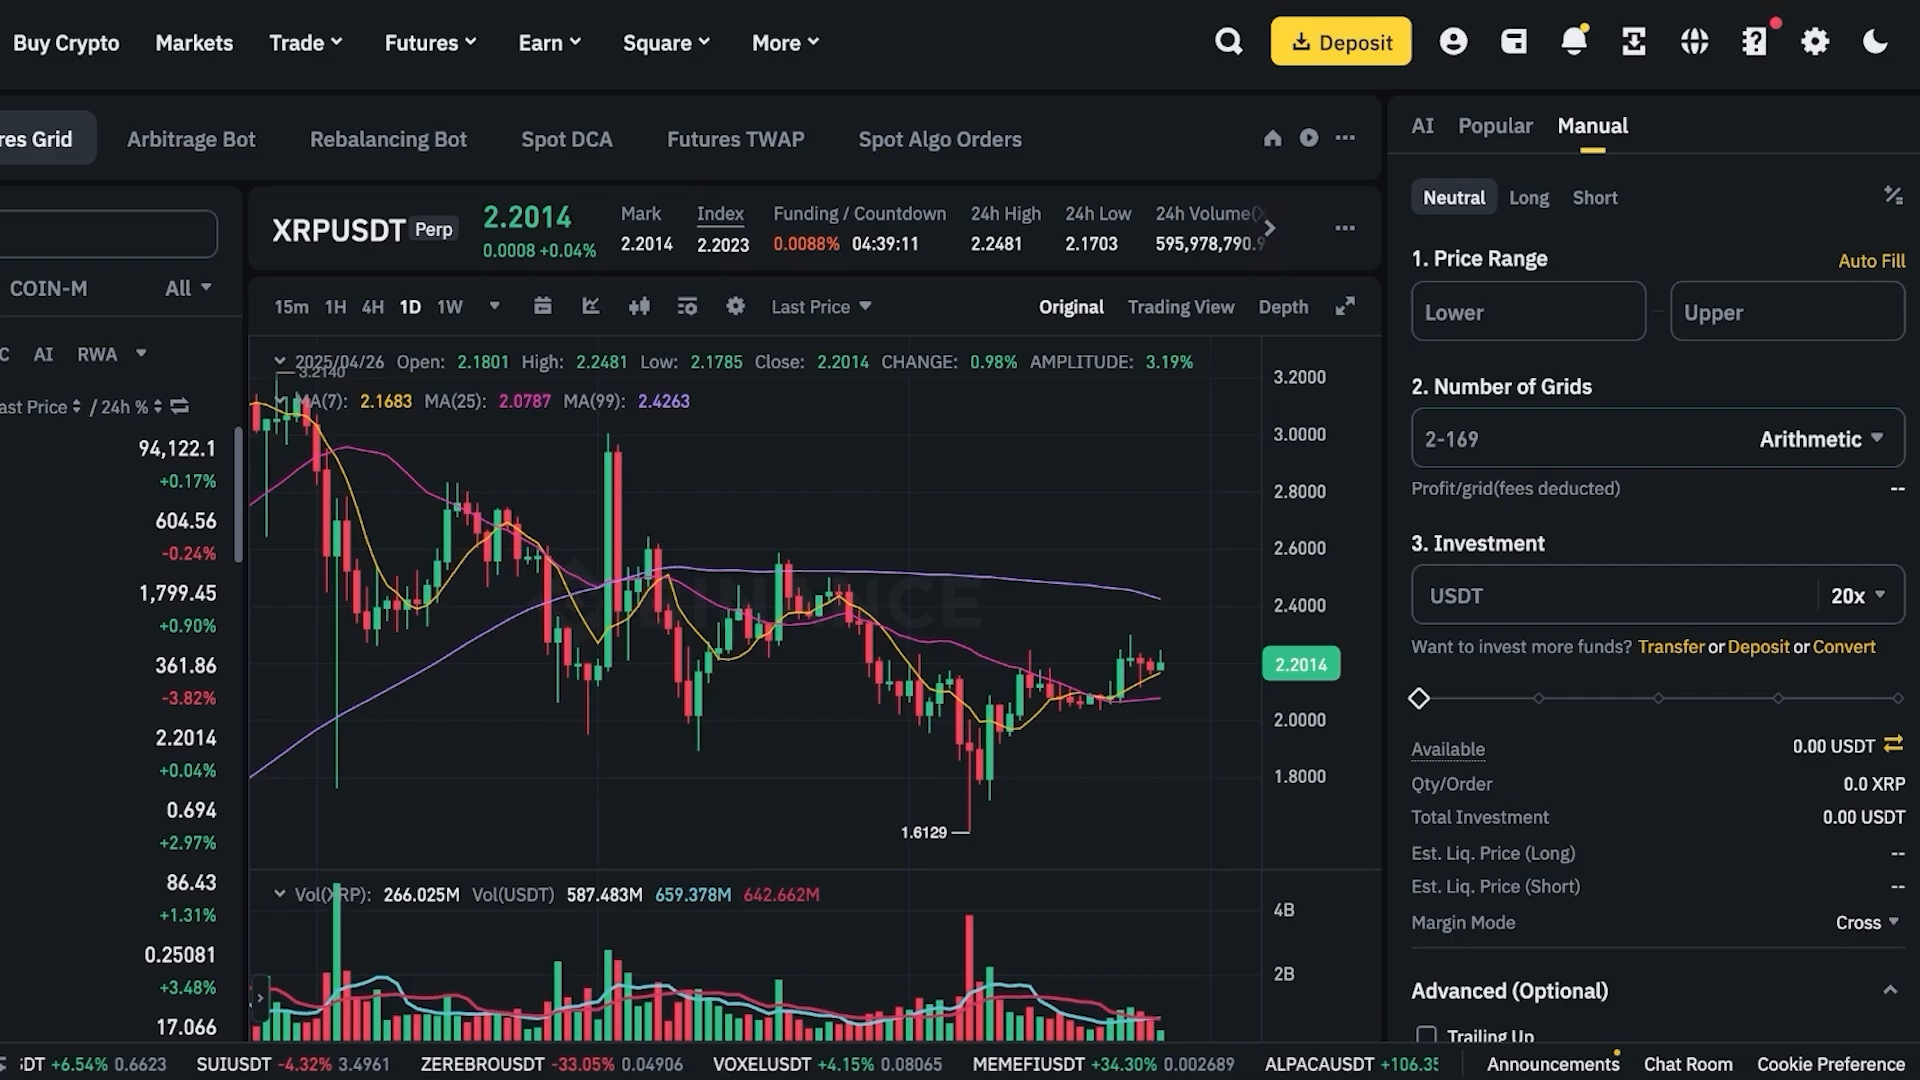 Buy Crypto Markets Trade Futures Earn Square More Deposit
res Grid Arbitrage Bot Rebalancing Bot Spot DCA Futures TWAP Spot Algo Orders
AI Popular Manual
Neutral Long Short
XRPUSDT Perp 2.2014 0.0008 +0.04%
Mark 2.2014
Index 2.2023
Funding / Countdown 0.0088% 04:39:11
24h High 2.2481
24h Low 2.1703
24h Volume( 595,978,790.9
COIN-M All
C AI RWA
ast Price / 24h %
94,122.1
+0.17%
604.56
-0.24%
1,799.45
+0.90%
361.86
-3.82%
2.2014
+0.04%
0.694
+2.97%
86.43
+1.31%
0.25081
+3.48%
17.066
15m 1H 4H 1D 1W Last Price Original Trading View Depth
2025/04/26 Open: 2.1801 High: 2.2481 Low: 2.1785 Close: 2.2014 CHANGE: 0.98% AMPLITUDE: 3.19%
3.2140
MA(7): 2.1683 MA(25): 2.0787 MA(99): 2.4263
3.2000
3.0000
2.8000
2.6000
2.4000
2.2014
2.0000
1.8000
BINANCE
1.6129
Vol(XRP): 266.025M Vol(USDT) 587.483M 659.378M 642.662M
4B
2B
1. Price Range Auto Fill
Lower Upper
2. Number of Grids
2-169 Arithmetic
Profit/grid(fees deducted) --
3. Investment
USDT 20x
Want to invest more funds? Transfer or Deposit or Convert
Available 0.00 USDT
Qty/Order 0.0 XRP
Total Investment 0.00 USDT
Est. Liq. Price (Long) --
Est. Liq. Price (Short) --
Margin Mode Cross
Advanced (Optional)
Trailing Up
DT +6.54% 0.6623 SUIUSDT -4.32% 3.4961 ZEREBROUSDT -33.05% 0.04906 VOXELUSDT +4.15% 0.08065 MEMEFIUSDT +34.30% 0.002689 ALPACAUSDT +106.35 Announcements Chat Room Cookie Preference